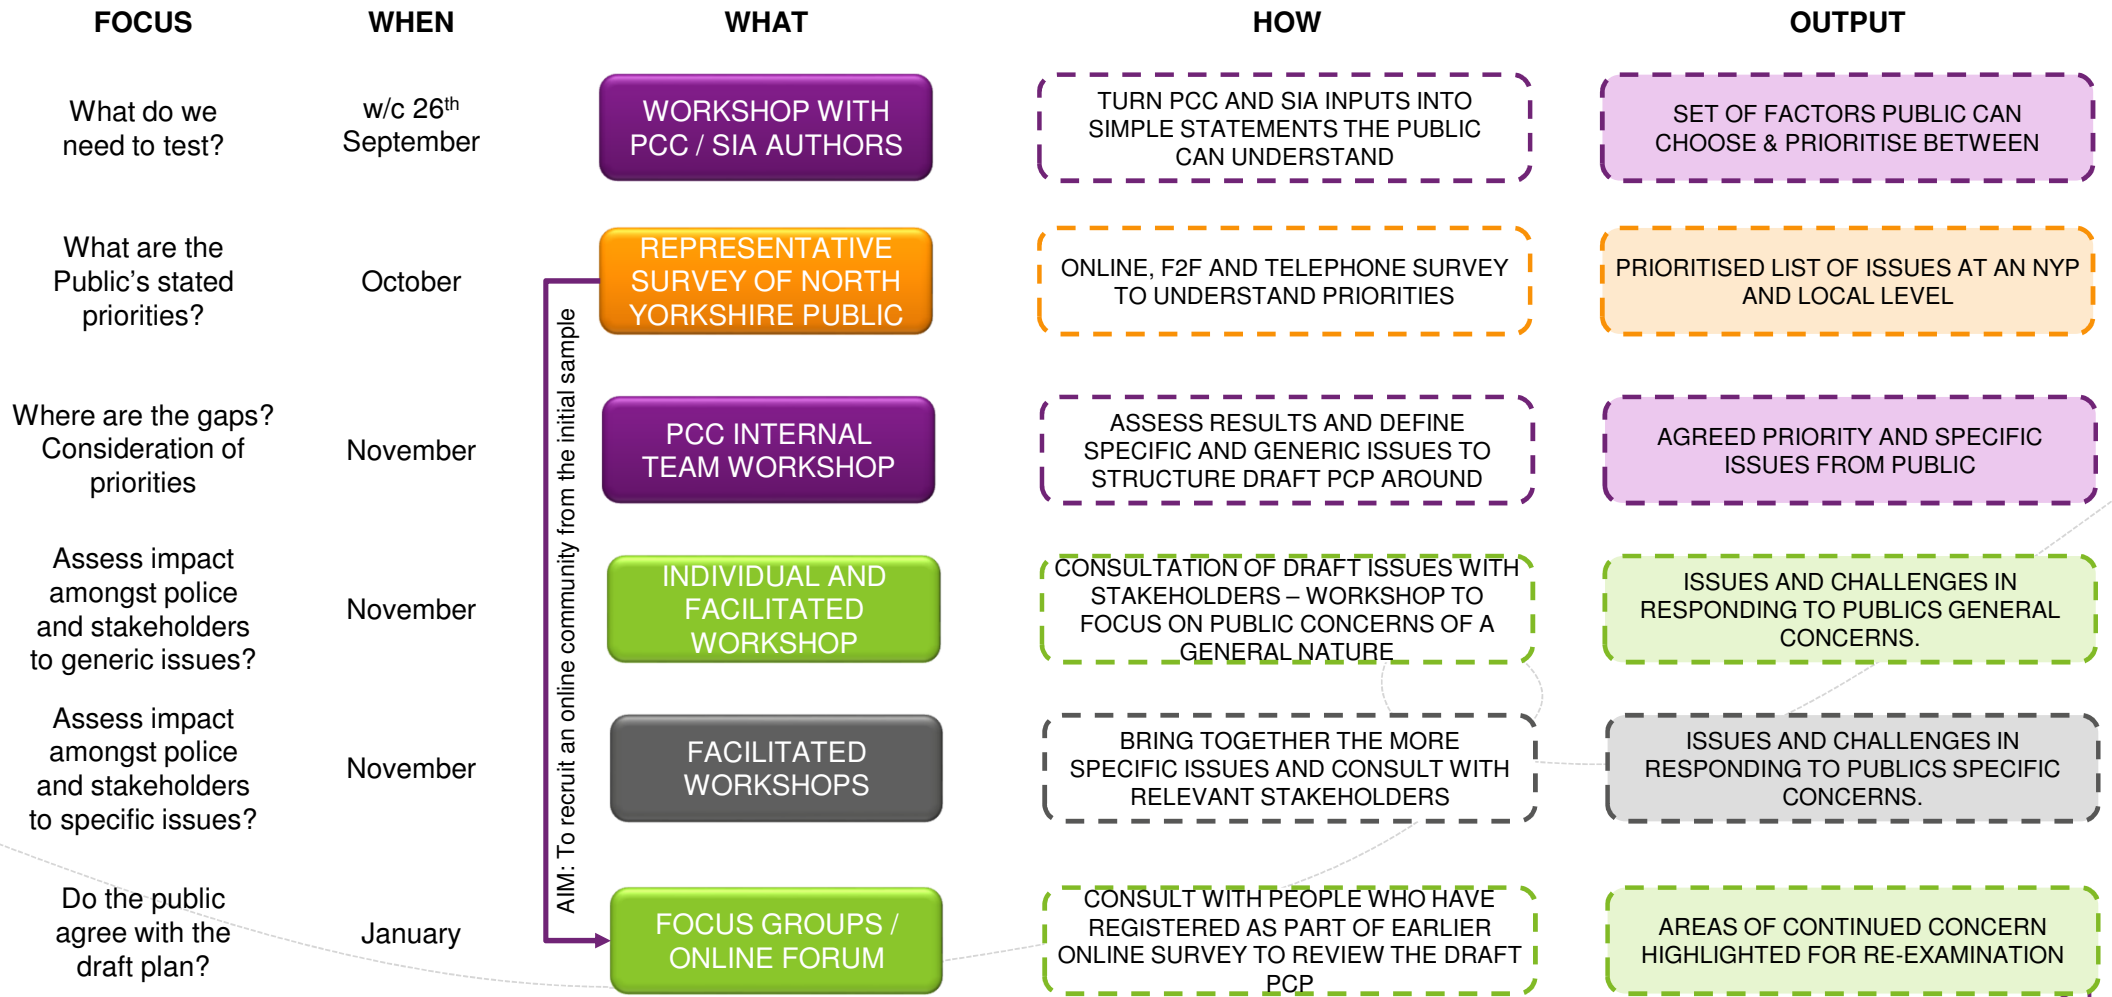 FOCUS WHEN WHAT HOW OUTPUT
What do we
need to test?
w/c 26th
September
WORKSHOP WITH
PCC / SIA AUTHORS
TURN PCC AND SIA INPUTS INTO
SIMPLE STATEMENTS THE PUBLIC
CAN UNDERSTAND
SET OF FACTORS PUBLIC CAN
CHOOSE & PRIORITISE BETWEEN
What are the
Public's stated
priorities?
October
REPRESENTATIVE
SURVEY OF NORTH
YORKSHIRE PUBLIC
ONLINE, F2F AND TELEPHONE SURVEY
TO UNDERSTAND PRIORITIES
PRIORITISED LIST OF ISSUES AT AN NYP
AND LOCAL LEVEL
AIM: To recruit an online community from the initial sample
Where are the gaps?
Consideration of
priorities
November
PCC INTERNAL
TEAM WORKSHOP
ASSESS RESULTS AND DEFINE
SPECIFIC AND GENERIC ISSUES TO
STRUCTURE DRAFT PCP AROUND
AGREED PRIORITY AND SPECIFIC
ISSUES FROM PUBLIC
Assess impact
amongst police
and stakeholders
to generic issues?
November
INDIVIDUAL AND
FACILITATED
WORKSHOP
CONSULTATION OF DRAFT ISSUES WITH
STAKEHOLDERS – WORKSHOP TO
FOCUS ON PUBLIC CONCERNS OF A
GENERAL NATURE
ISSUES AND CHALLENGES IN
RESPONDING TO PUBLICS GENERAL
CONCERNS.
Assess impact
amongst police
and stakeholders
to specific issues?
November
FACILITATED
WORKSHOPS
BRING TOGETHER THE MORE
SPECIFIC ISSUES AND CONSULT WITH
RELEVANT STAKEHOLDERS
ISSUES AND CHALLENGES IN
RESPONDING TO PUBLICS SPECIFIC
CONCERNS.
Do the public
agree with the
draft plan?
January
FOCUS GROUPS /
ONLINE FORUM
CONSULT WITH PEOPLE WHO HAVE
REGISTERED AS PART OF EARLIER
ONLINE SURVEY TO REVIEW THE DRAFT
PCP
AREAS OF CONTINUED CONCERN
HIGHLIGHTED FOR RE-EXAMINATION